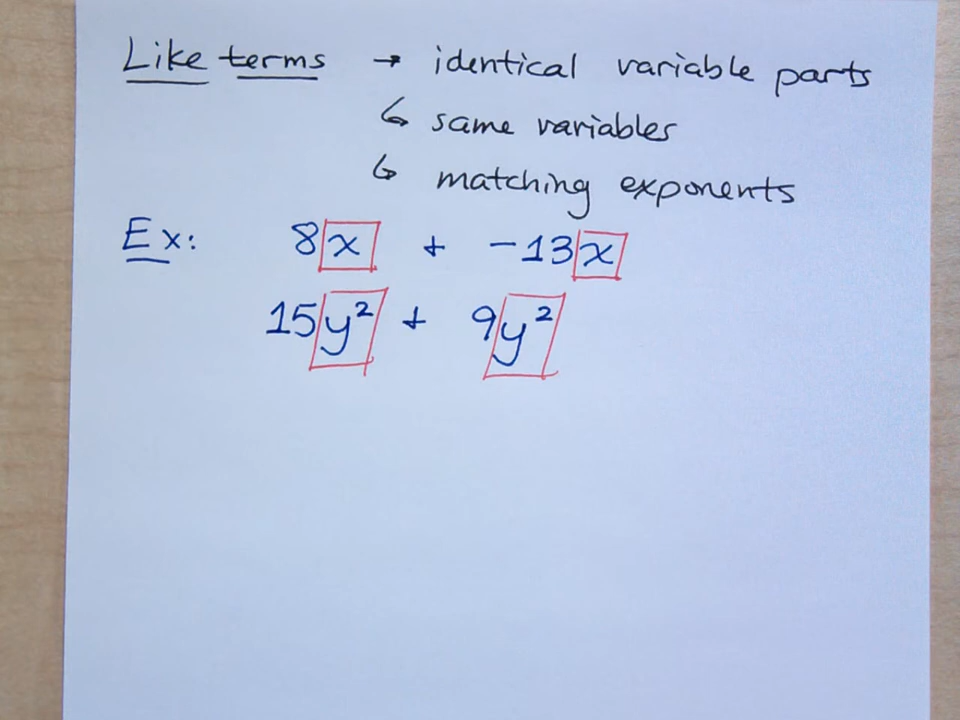 Like terms → identical variable parts
↳ same variables
↳ matching exponents
Ex: 8x + -13x
15y² + 9y²